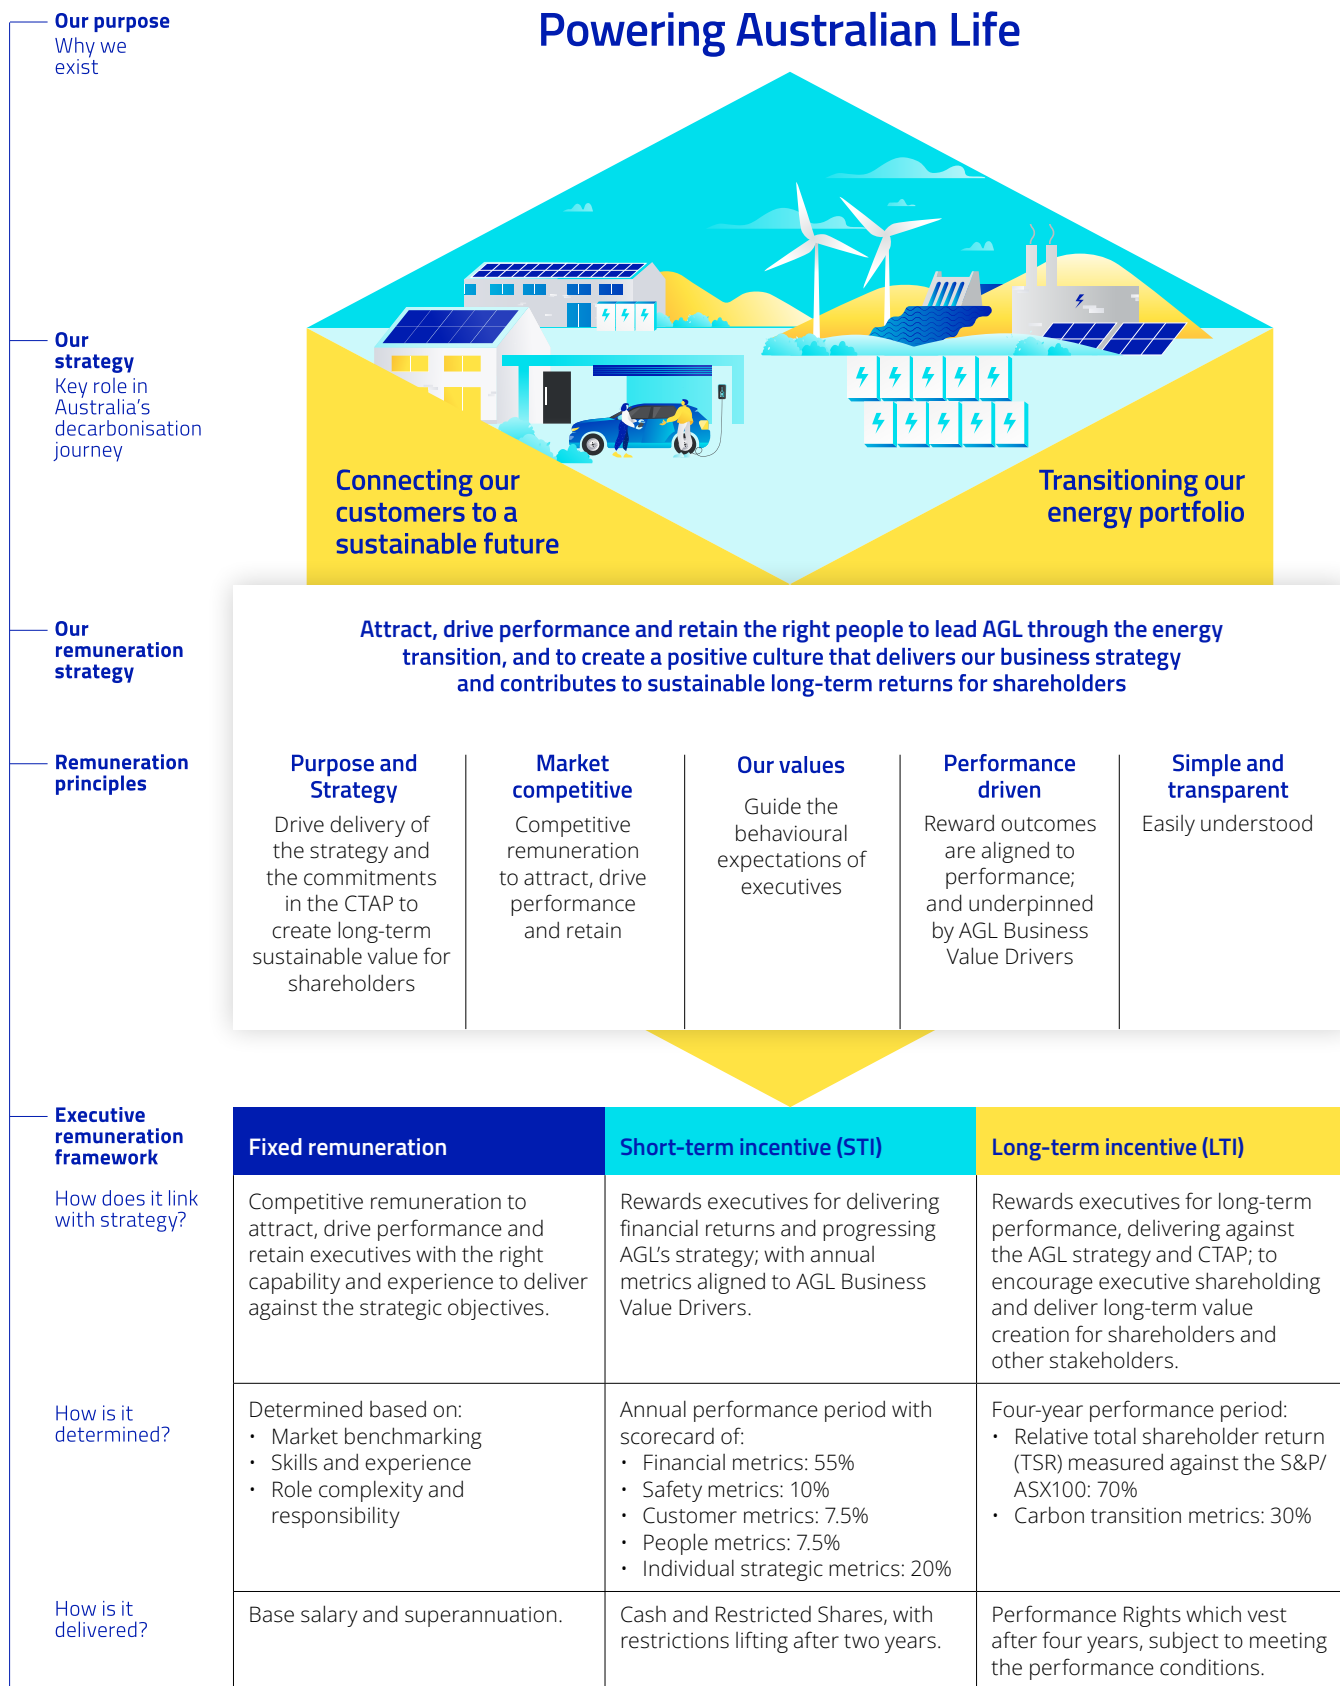 Our purpose
Why we
exist
Powering Australian Life
Our
strategy
Key role in
Australia's
decarbonisation
journey
Connecting our
customers to a
sustainable future
Transitioning our
energy portfolio
Our
remuneration
strategy
Attract, drive performance and retain the right people to lead AGL through the energy
transition, and to create a positive culture that delivers our business strategy
and contributes to sustainable long-term returns for shareholders
Remuneration
principles
Purpose and
Strategy
Drive delivery of
the strategy and
the commitments
in the CTAP to
create long-term
sustainable value for
shareholders
Market
competitive
Competitive
remuneration
to attract, drive
performance
and retain
Our values
Guide the
behavioural
expectations of
executives
Performance
driven
Reward outcomes
are aligned to
performance;
and underpinned
by AGL Business
Value Drivers
Simple and
transparent
Easily understood
Executive
remuneration
framework
Fixed remuneration
Short-term incentive (STI)
Long-term incentive (LTI)
How does it link
with strategy?
Competitive remuneration to
attract, drive performance and
retain executives with the right
capability and experience to deliver
against the strategic objectives.
Rewards executives for delivering
financial returns and progressing
AGL's strategy; with annual
metrics aligned to AGL Business
Value Drivers.
Rewards executives for long-term
performance, delivering against
the AGL strategy and CTAP; to
encourage executive shareholding
and deliver long-term value
creation for shareholders and
other stakeholders.
How is it
determined?
Determined based on:
• Market benchmarking
• Skills and experience
• Role complexity and
responsibility
Annual performance period with
scorecard of:
• Financial metrics: 55%
• Safety metrics: 10%
• Customer metrics: 7.5%
• People metrics: 7.5%
• Individual strategic metrics: 20%
Four-year performance period:
• Relative total shareholder return
(TSR) measured against the S&P/
ASX100: 70%
• Carbon transition metrics: 30%
How is it
delivered?
Base salary and superannuation.
Cash and Restricted Shares, with
restrictions lifting after two years.
Performance Rights which vest
after four years, subject to meeting
the performance conditions.